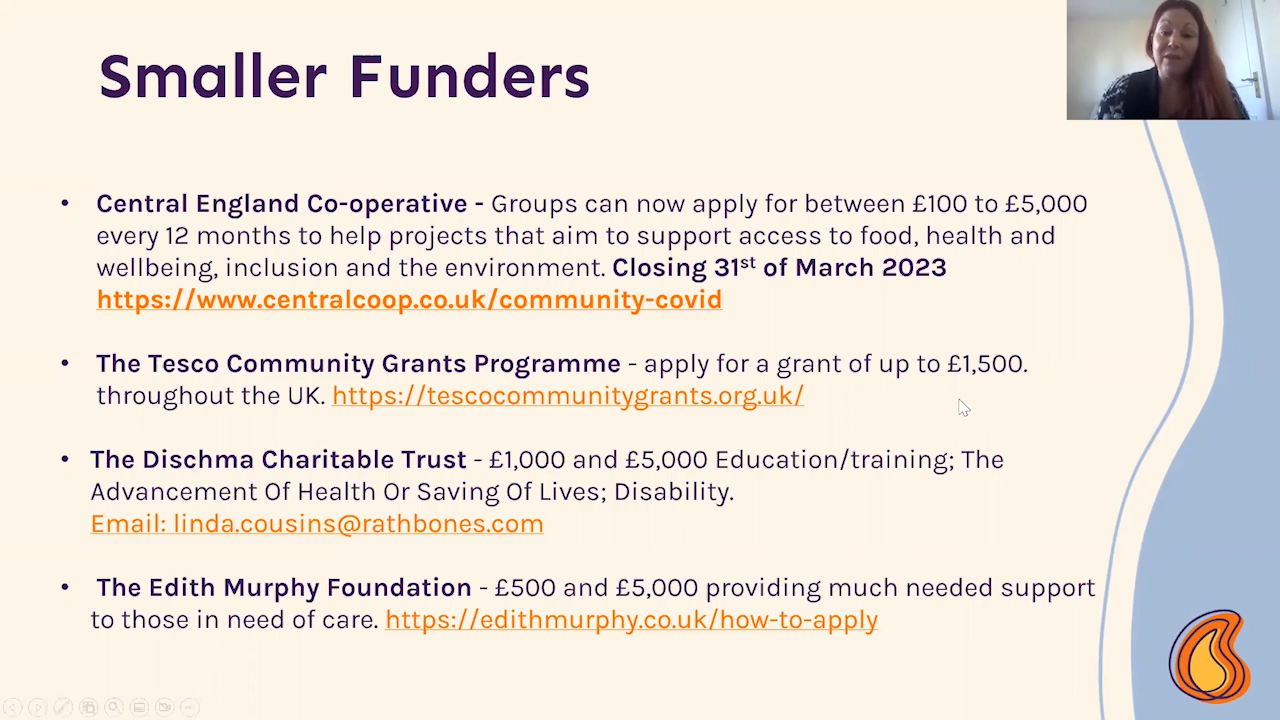 Smaller Funders
• Central England Co-operative - Groups can now apply for between £100 to £5,000
every 12 months to help projects that aim to support access to food, health and
wellbeing, inclusion and the environment. Closing 31st of March 2023
https://www.centralcoop.co.uk/community-covid
• The Tesco Community Grants Programme - apply for a grant of up to £1,500.
throughout the UK. https://tescocommunitygrants.org.uk/
• The Dischma Charitable Trust - £1,000 and £5,000 Education/training; The
Advancement Of Health Or Saving Of Lives; Disability.
Email: linda.cousins@rathbones.com
• The Edith Murphy Foundation - £500 and £5,000 providing much needed support
to those in need of care. https://edithmurphy.co.uk/how-to-apply